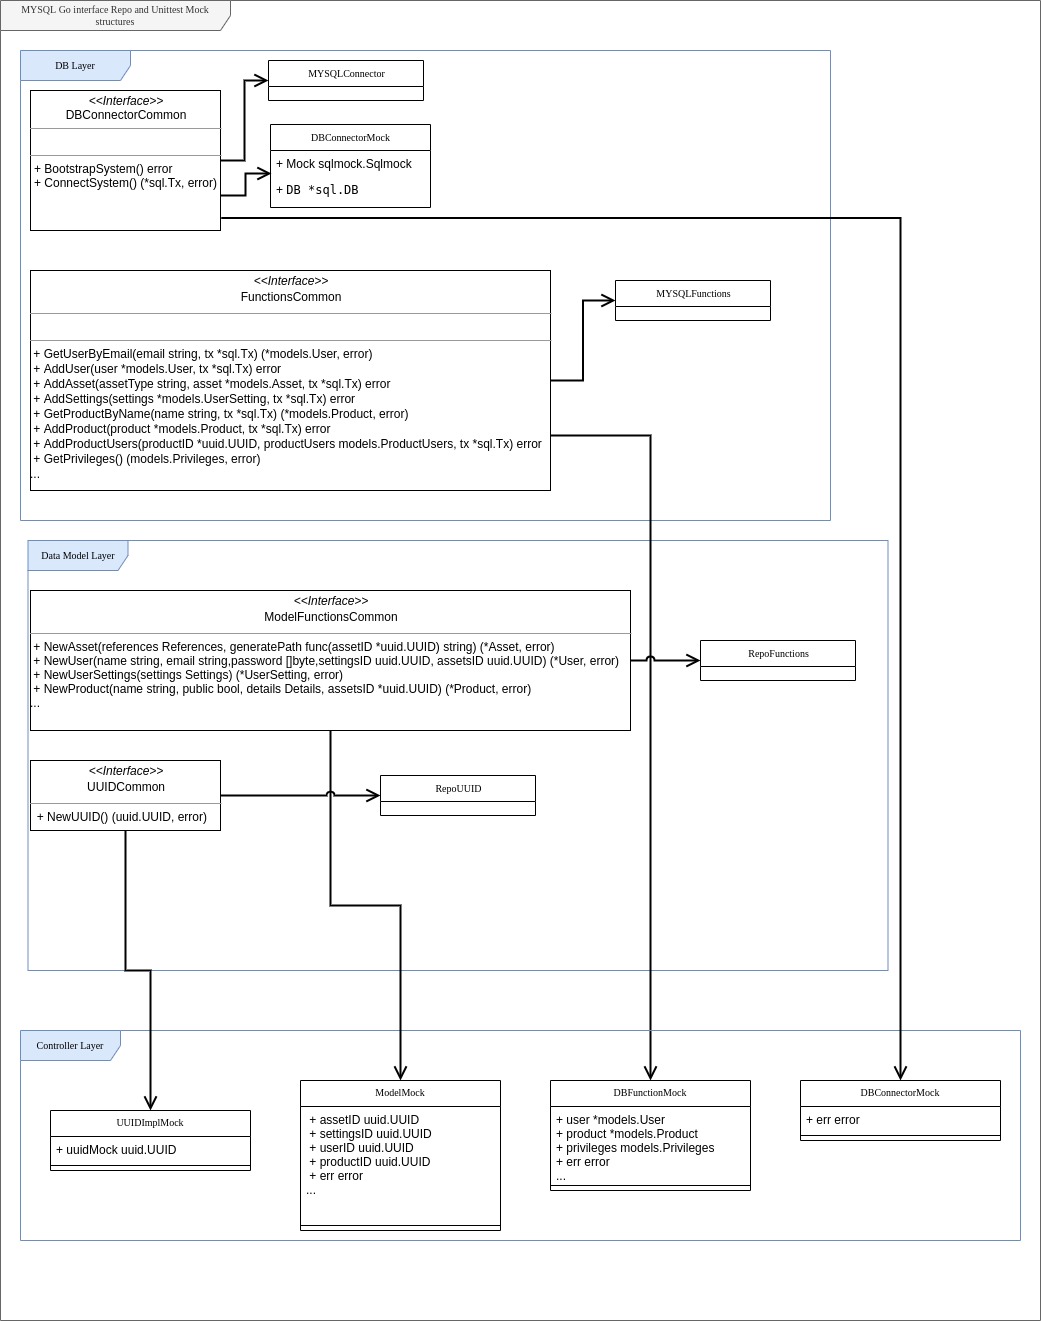 MYSQL Go interface Repo and Unittest Mock
structures
DB Layer
<<Interface>>
DBConnectorCommon
+ BootstrapSystem() error
+ ConnectSystem() (*sql.Tx, error)
MYSQLConnector
DBConnectorMock
+ Mock sqlmock.Sqlmock
+ DB *sql.DB
<<Interface>>
FunctionsCommon
+ GetUserByEmail(email string, tx *sql.Tx) (*models.User, error)
+ AddUser(user *models.User, tx *sql.Tx) error
+ AddAsset(assetType string, asset *models.Asset, tx *sql.Tx) error
+ AddSettings(settings *models.UserSetting, tx *sql.Tx) error
+ GetProductByName(name string, tx *sql.Tx) (*models.Product, error)
+ AddProduct(product *models.Product, tx *sql.Tx) error
+ AddProductUsers(productID *uuid.UUID, productUsers models.ProductUsers, tx *sql.Tx) error
+ GetPrivileges() (models.Privileges, error)
...
MYSQLFunctions
Data Model Layer
<<Interface>>
ModelFunctionsCommon
+ NewAsset(references References, generatePath func(assetID *uuid.UUID) string) (*Asset, error)
+ NewUser(name string, email string,password []byte,settingsID uuid.UUID, assetsID uuid.UUID) (*User, error)
+ NewUserSettings(settings Settings) (*UserSetting, error)
+ NewProduct(name string, public bool, details Details, assetsID *uuid.UUID) (*Product, error)
...
RepoFunctions
<<Interface>>
UUIDCommon
+ NewUUID() (uuid.UUID, error)
RepoUUID
Controller Layer
UUIDImplMock
+ uuidMock uuid.UUID
ModelMock
+ assetID uuid.UUID
+ settingsID uuid.UUID
+ userID uuid.UUID
+ productID uuid.UUID
+ err error
...
DBFunctionMock
+ user *models.User
+ product *models.Product
+ privileges models.Privileges
+ err error
...
DBConnectorMock
+ err error